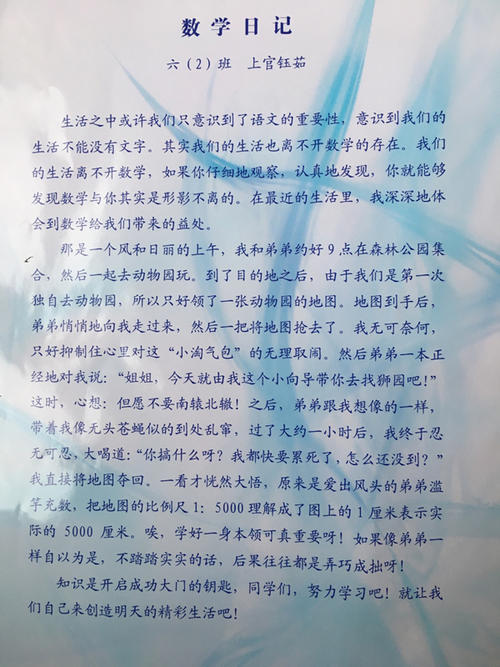 数学日记
六（2）班 上官钰茹
生活之中或许我们只意识到了语文的重要性，意识到我们的
生活不能没有文字。其实我们的生活也离不开数学的存在。我们
的生活离不开数学，如果你仔细地观察，认真地发现，你就能够
发现数学与你其实是形影不离的。在最近的生活里，我深深地体
会到数学给我们带来的益处。
那是一个风和日丽的上午，我和弟弟约好9点在森林公园集
合，然后一起去动物园玩。到了目的地之后，由于我们是第一次
独自去动物园，所以只好领了一张动物园的地图。地图到手后，
弟弟悄悄地向我走过来，然后一把将地图抢去了。我无可奈何，
只好抑制住心里对这“小淘气包”的无理取闹。然后弟弟一本正
经地对我说：“姐姐，今天就由我这个小向导带你去找狮园吧！”
这时，心想：但愿不要南辕北辙！之后，弟弟跟我想像的一样，
带着我像无头苍蝇似的到处乱窜，过了大约一小时后，我终于忍
无可忍，大喝道：“你搞什么呀？我都快要累死了，怎么还没到？”
我直接将地图夺回。一看才恍然大悟，原来是爱出风头的弟弟滥
竽充数，把地图的比例尺1：5000理解成了图上的1厘米表示实
际的5000厘米。唉，学好一身本领可真重要呀！如果像弟弟一
样自以为是，不踏踏实实的话，后果往往都是弄巧成拙呀！
知识是开启成功大门的钥匙，同学们，努力学习吧！就让我
们自己来创造明天的精彩生活吧！